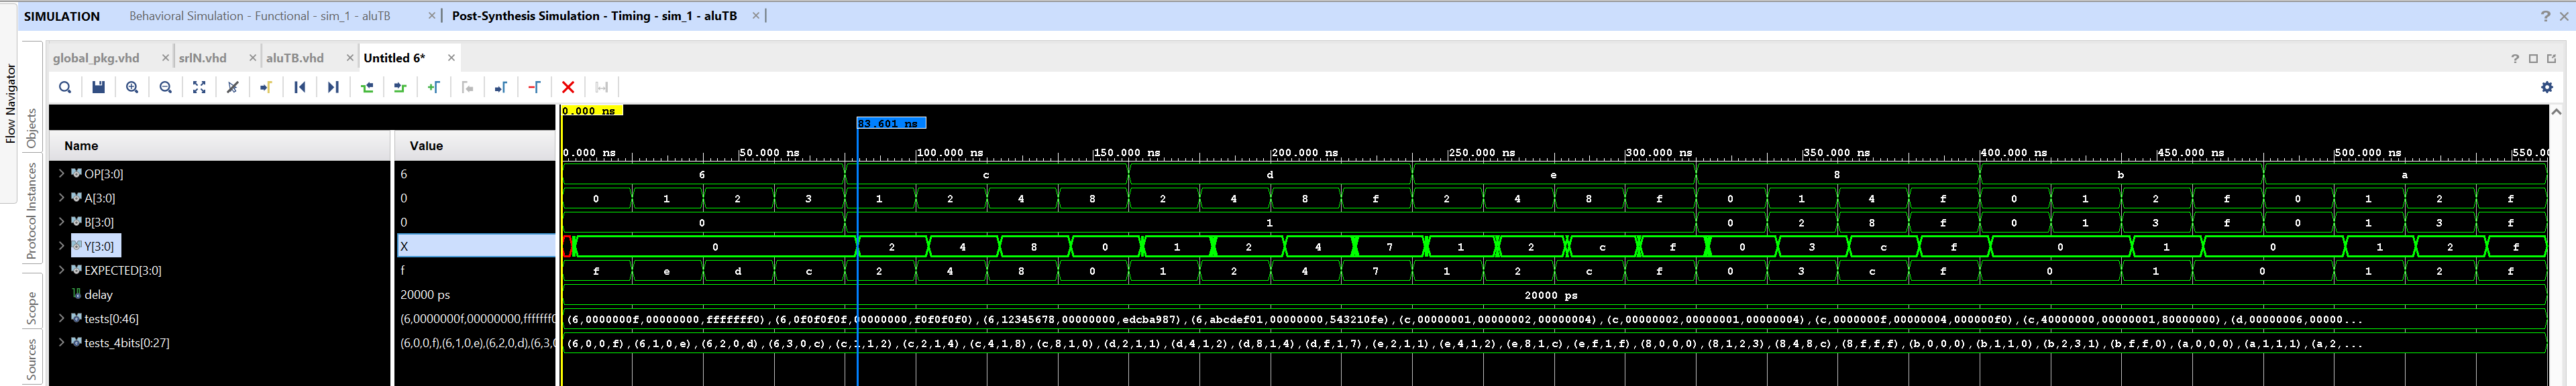 SIMULATION Behavioral Simulation - Functional - sim_1 - aluTB × Post-Synthesis Simulation - Timing - sim_1 - aluTB × ? ×
Flow Navigator
Objects
Protocol Instances
Scope
Sources
global_pkg.vhd × srlN.vhd × aluTB.vhd × Untitled 6* × ?
0.000 ns
83.601 ns
Name Value 0.000 ns 50.000 ns 100.000 ns 150.000 ns 200.000 ns 250.000 ns 300.000 ns 350.000 ns 400.000 ns 450.000 ns 500.000 ns 550.0
OP[3:0] 6 6 c d e 8 b a
A[3:0] 0 0 1 2 3 1 2 4 8 2 4 8 f 2 4 8 f 0 1 4 f 0 1 2 f 0 1 2 f
B[3:0] 0 0 1 0 2 8 f 0 1 3 f 0 1 3 f
Y[3:0] X 0 2 4 8 0 1 2 4 7 1 2 c f 0 3 c f 0 1 0 1 2 f
EXPECTED[3:0] f f e d c 2 4 8 0 1 2 4 7 1 2 c f 0 3 c f 0 1 0 1 2 f
delay 20000 ps 20000 ps
tests[0:46] (6,0000000f,00000000,fffffff0 (6,0000000f,00000000,fffffff0),(6,0f0f0f0f,00000000,f0f0f0f0),(6,12345678,00000000,edcba987),(6,abcdef01,00000000,543210fe),(c,00000001,00000002,00000004),(c,00000002,00000001,00000004),(c,0000000f,00000004,000000f0),(c,40000000,00000001,80000000),(d,00000006,00000...
tests_4bits[0:27] (6,0,0,f),(6,1,0,e),(6,2,0,d),(6,3,0 (6,0,0,f),(6,1,0,e),(6,2,0,d),(6,3,0,c),(c,1,1,2),(c,2,1,4),(c,4,1,8),(c,8,1,0),(d,2,1,1),(d,4,1,2),(d,8,1,4),(d,f,1,7),(e,2,1,1),(e,4,1,2),(e,8,1,c),(e,f,1,f),(8,0,0,0),(8,1,2,3),(8,4,8,c),(8,f,f,f),(b,0,0,0),(b,1,1,0),(b,2,3,1),(b,f,f,0),(a,0,0,0),(a,1,1,1),(a,2,...